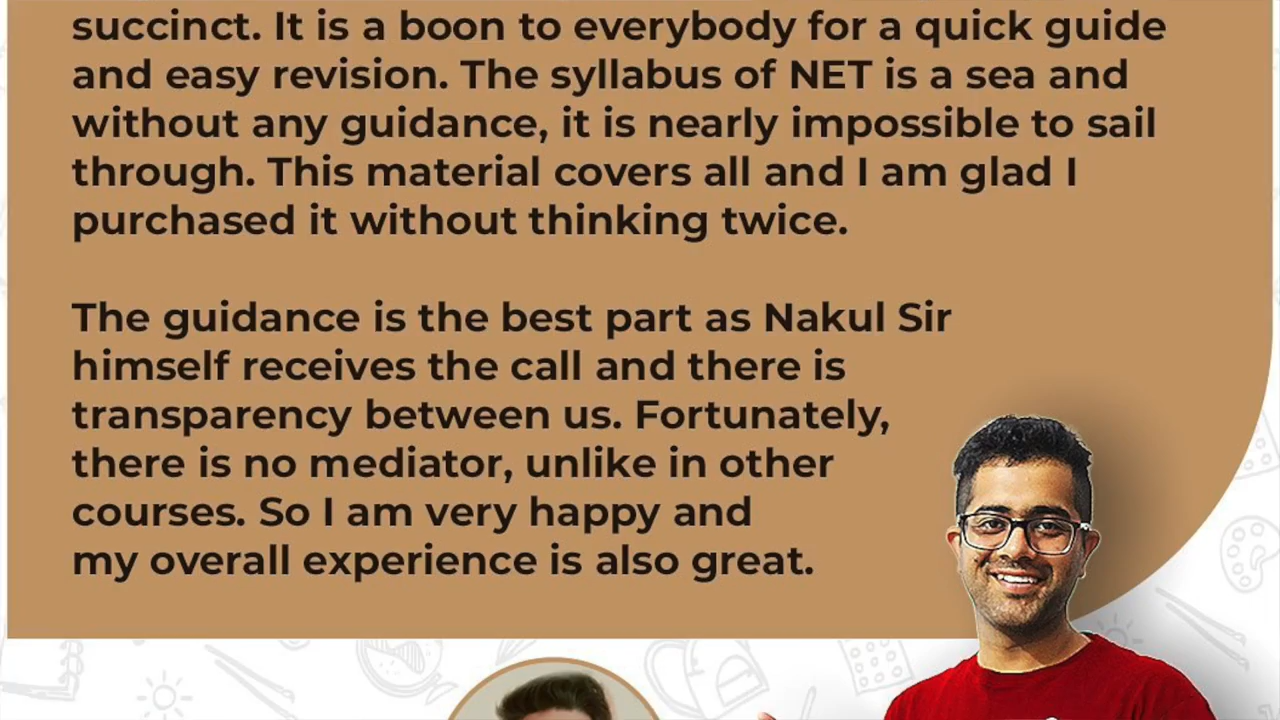 succinct. It is a boon to everybody for a quick guide
and easy revision. The syllabus of NET is a sea and
without any guidance, it is nearly impossible to sail
through. This material covers all and I am glad I
purchased it without thinking twice.
The guidance is the best part as Nakul Sir
himself receives the call and there is
transparency between us. Fortunately,
there is no mediator, unlike in other
courses. So I am very happy and
my overall experience is also great.